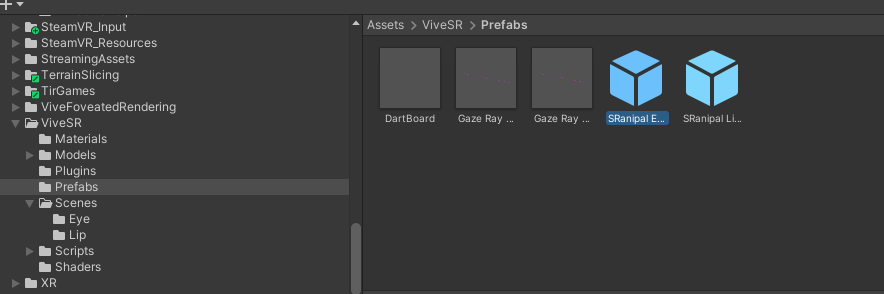 SteamVR_Input
SteamVR_Resources
StreamingAssets
TerrainSlicing
TirGames
ViveFoveatedRendering
ViveSR
Materials
Models
Plugins
Prefabs
Scenes
Eye
Lip
Scripts
Shaders
XR
Assets > ViveSR > Prefabs
DartBoard
Gaze Ray ...
Gaze Ray ...
SRanipal E...
SRanipal Li...